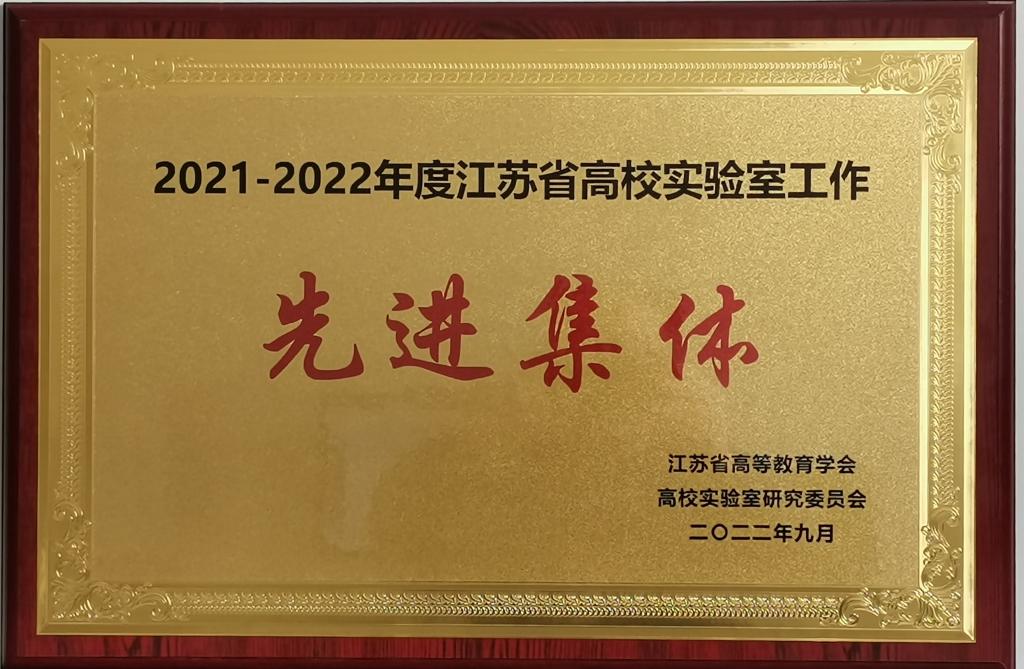 2021-2022年度江苏省高校实验室工作
先进集体
江苏省高等教育学会
高校实验室研究委员会
二〇二二年九月